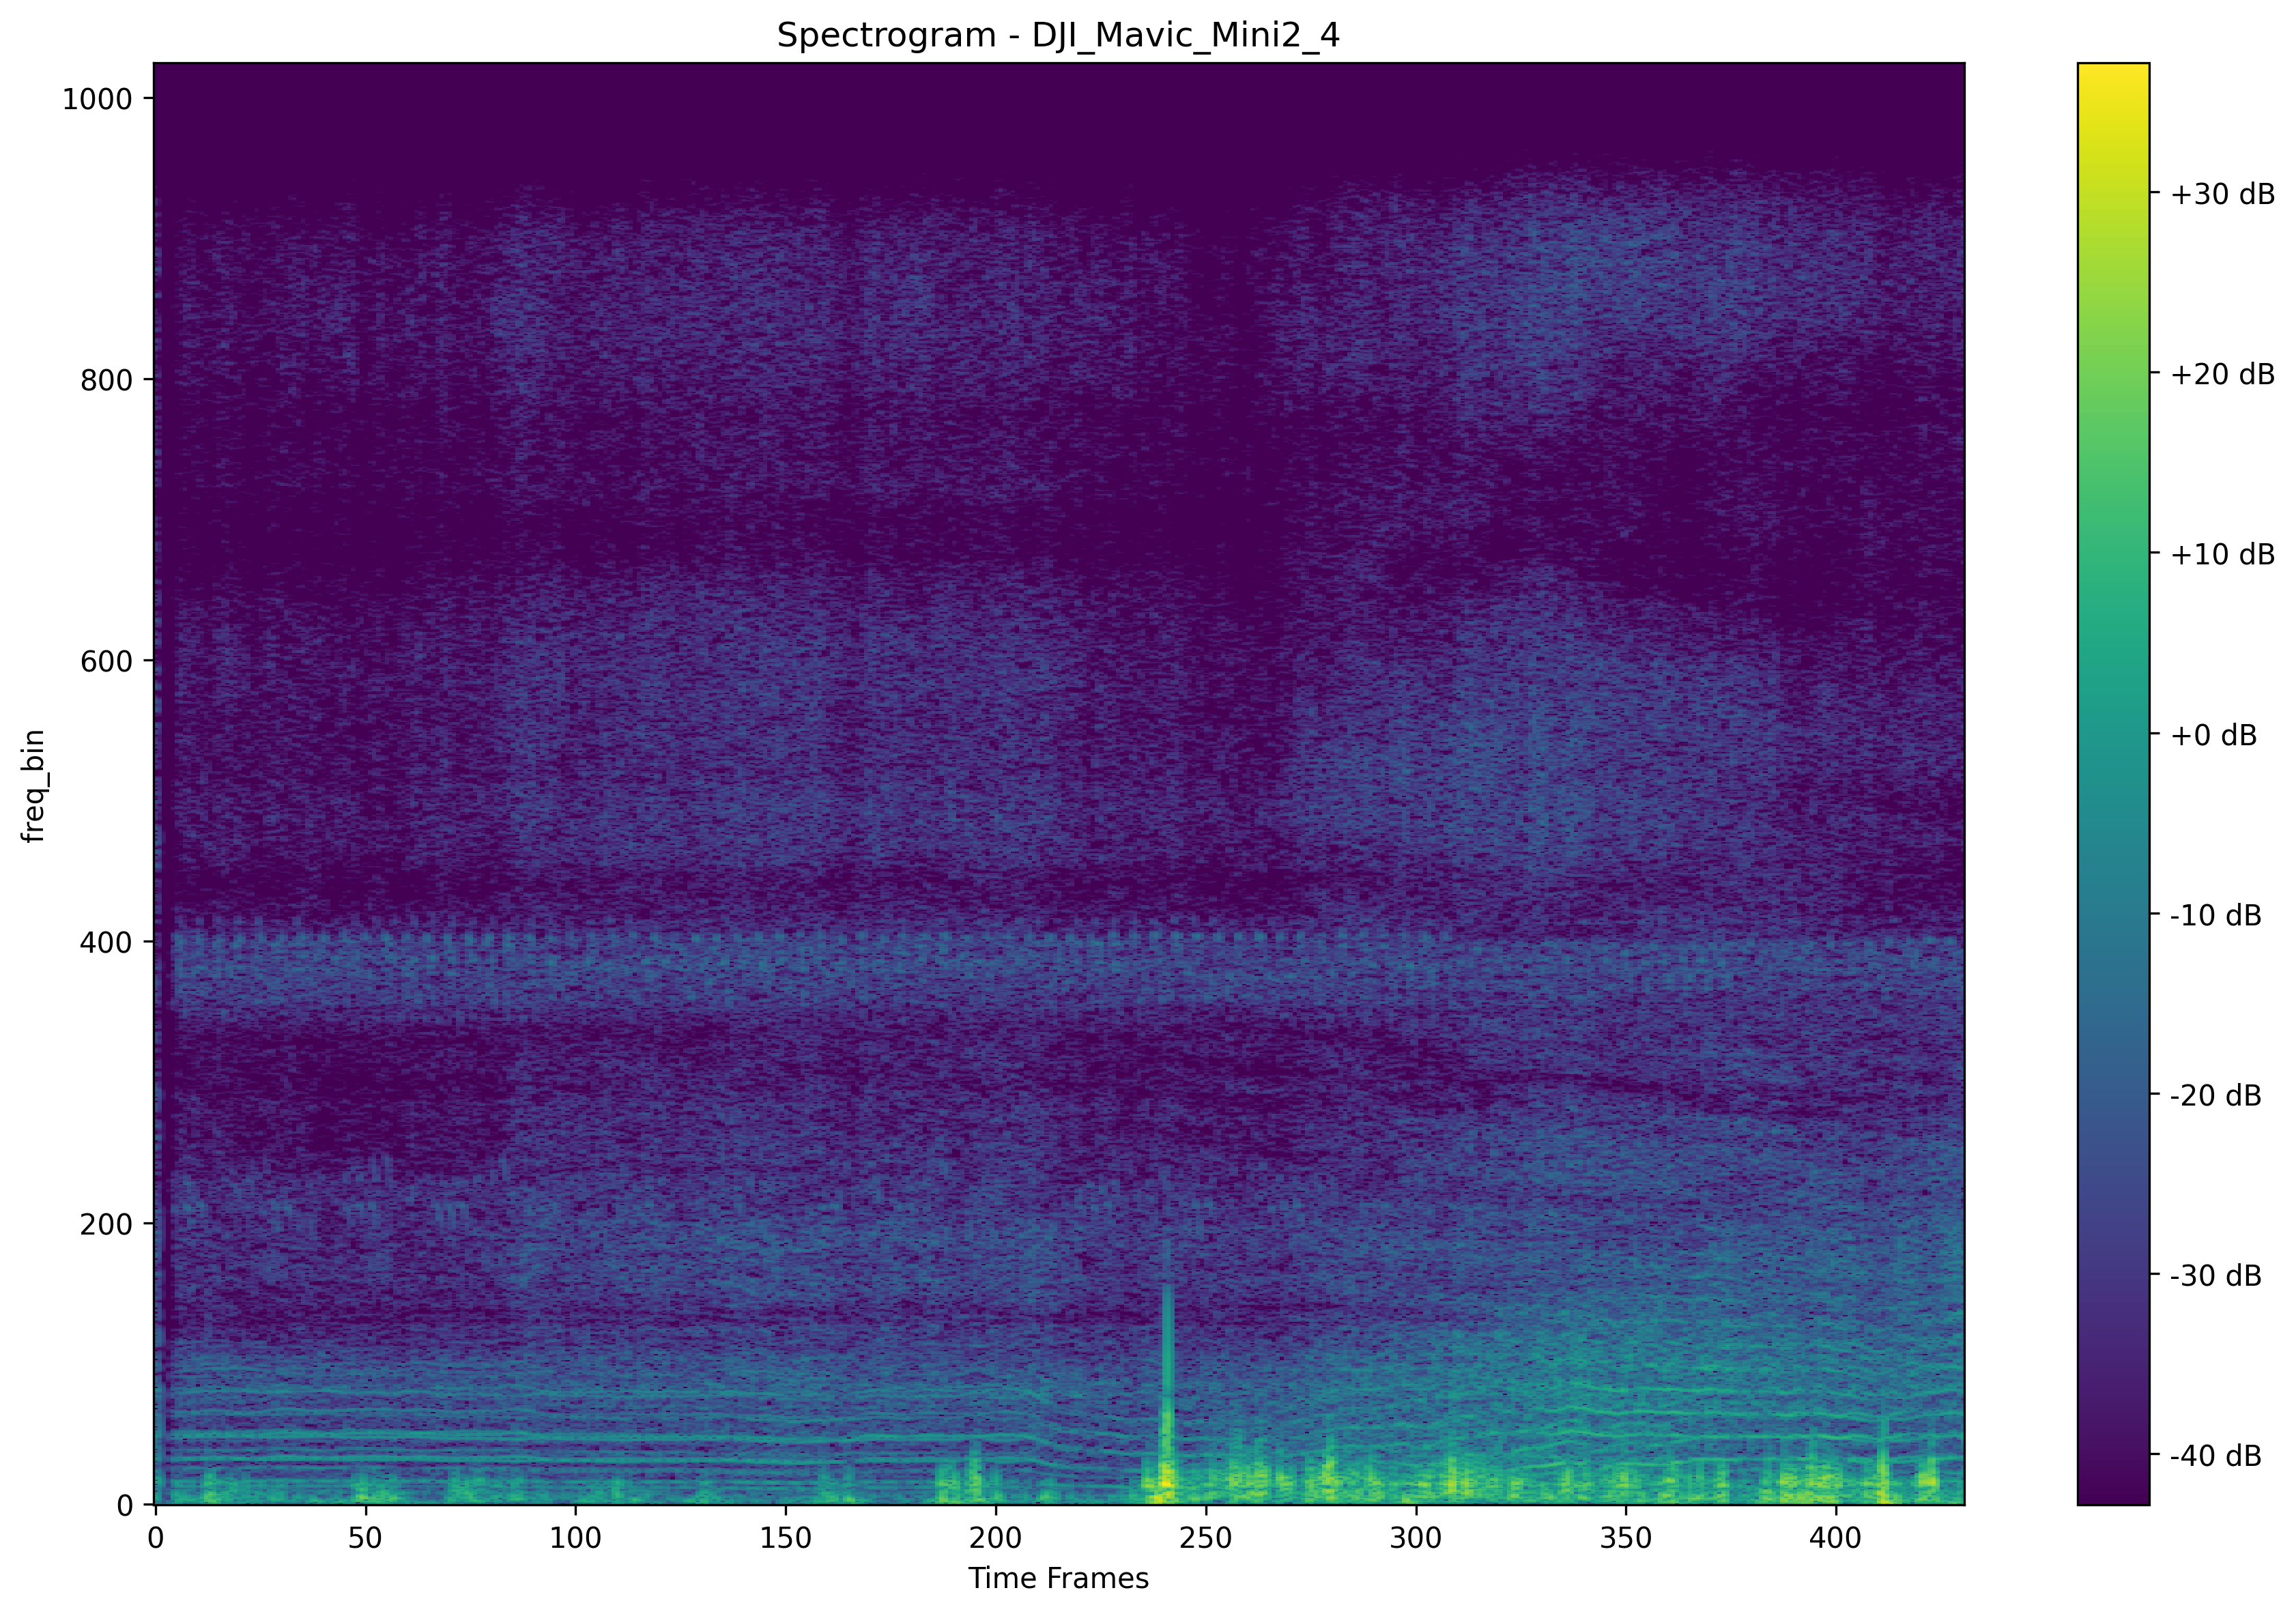 Spectrogram - DJI_Mavic_Mini2_4
1000
800
600
400
200
0
freq_bin
0 50 100 150 200 250 300 350 400
Time Frames
+30 dB
+20 dB
+10 dB
+0 dB
-10 dB
-20 dB
-30 dB
-40 dB